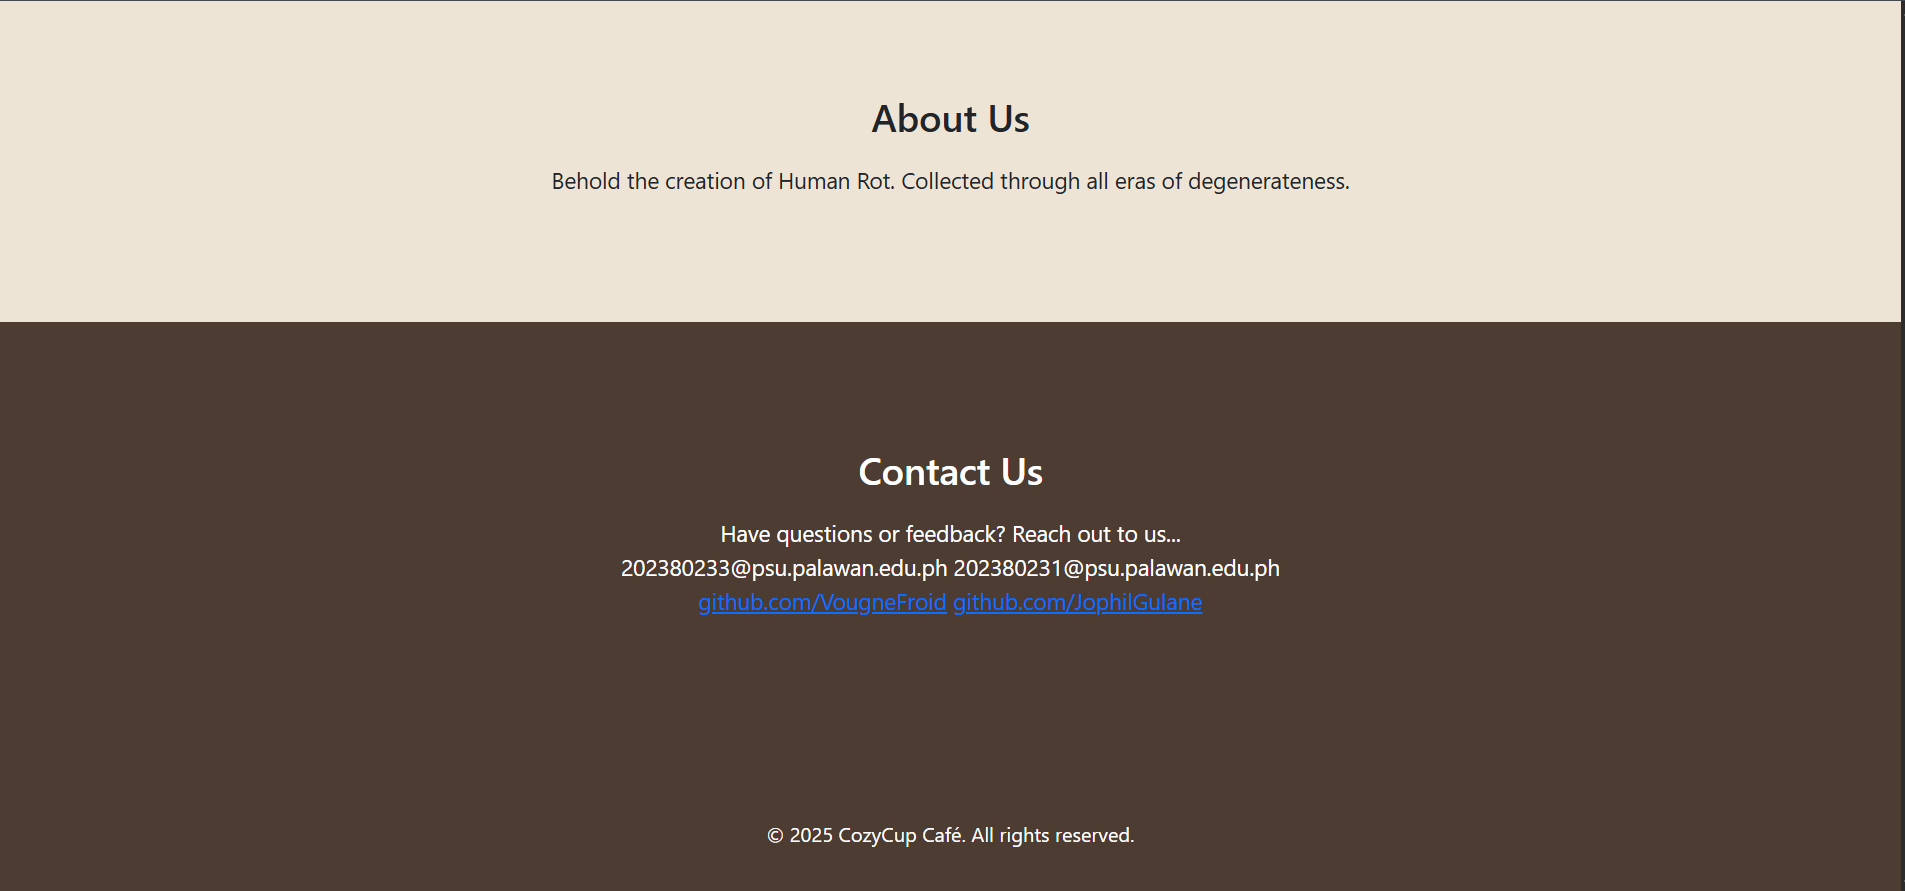 About Us
Behold the creation of Human Rot. Collected through all eras of degenerateness.
Contact Us
Have questions or feedback? Reach out to us...
202380233@psu.palawan.edu.ph 202380231@psu.palawan.edu.ph
github.com/VougneFroid github.com/JophilGulane
© 2025 CozyCup Café. All rights reserved.